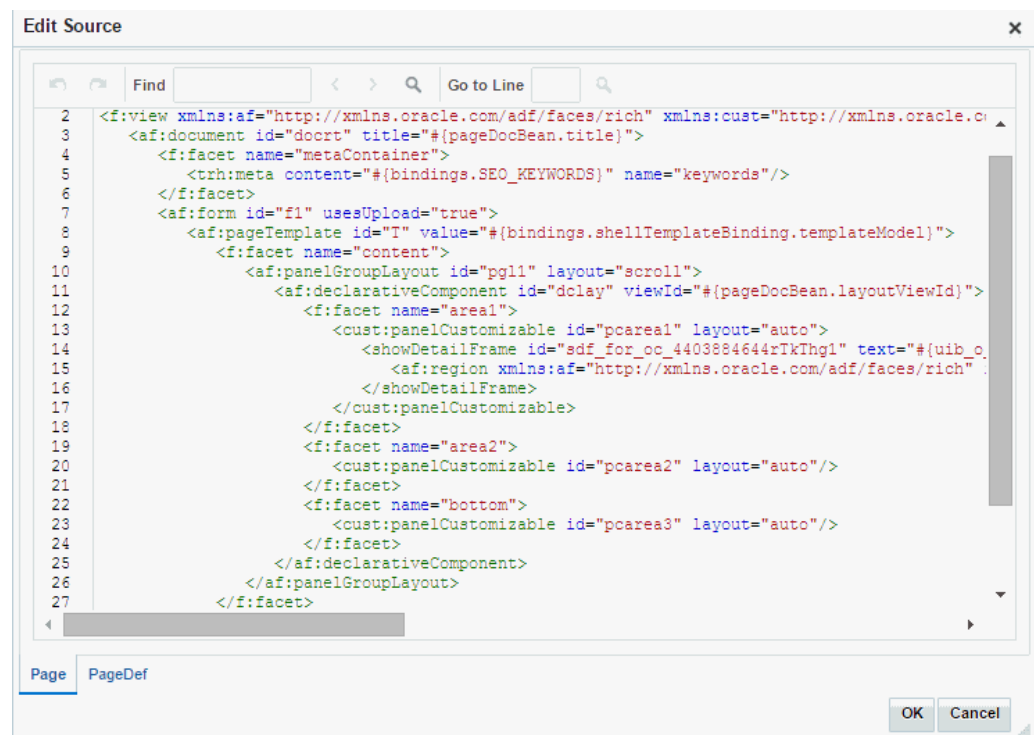 Edit Source
Find Go to Line
2 <f:view xmlns:af="http://xmlns.oracle.com/adf/faces/rich" xmlns:cust="http://xmlns.oracle.co
3 <af:document id="docrt" title="#{pageDocBean.title}">
4 <f:facet name="metaContainer">
5 <trh:meta content="#{bindings.SEO_KEYWORDS}" name="keywords"/>
6 </f:facet>
7 <af:form id="f1" usesUpload="true">
8 <af:pageTemplate id="T" value="#{bindings.shellTemplateBinding.templateModel}">
9 <f:facet name="content">
10 <af:panelGroupLayout id="pgl1" layout="scroll">
11 <af:declarativeComponent id="dclay" viewId="#{pageDocBean.layoutViewId}">
12 <f:facet name="area1">
13 <cust:panelCustomizable id="pcarea1" layout="auto">
14 <showDetailFrame id="sdf_for_oc_4403884644rTkThg1" text="#{uib_o_
15 <af:region xmlns:af="http://xmlns.oracle.com/adf/faces/rich"
16 </showDetailFrame>
17 </cust:panelCustomizable>
18 </f:facet>
19 <f:facet name="area2">
20 <cust:panelCustomizable id="pcarea2" layout="auto"/>
21 </f:facet>
22 <f:facet name="bottom">
23 <cust:panelCustomizable id="pcarea3" layout="auto"/>
24 </f:facet>
25 </af:declarativeComponent>
26 </af:panelGroupLayout>
27 </f:facet>
Page PageDef
OK Cancel